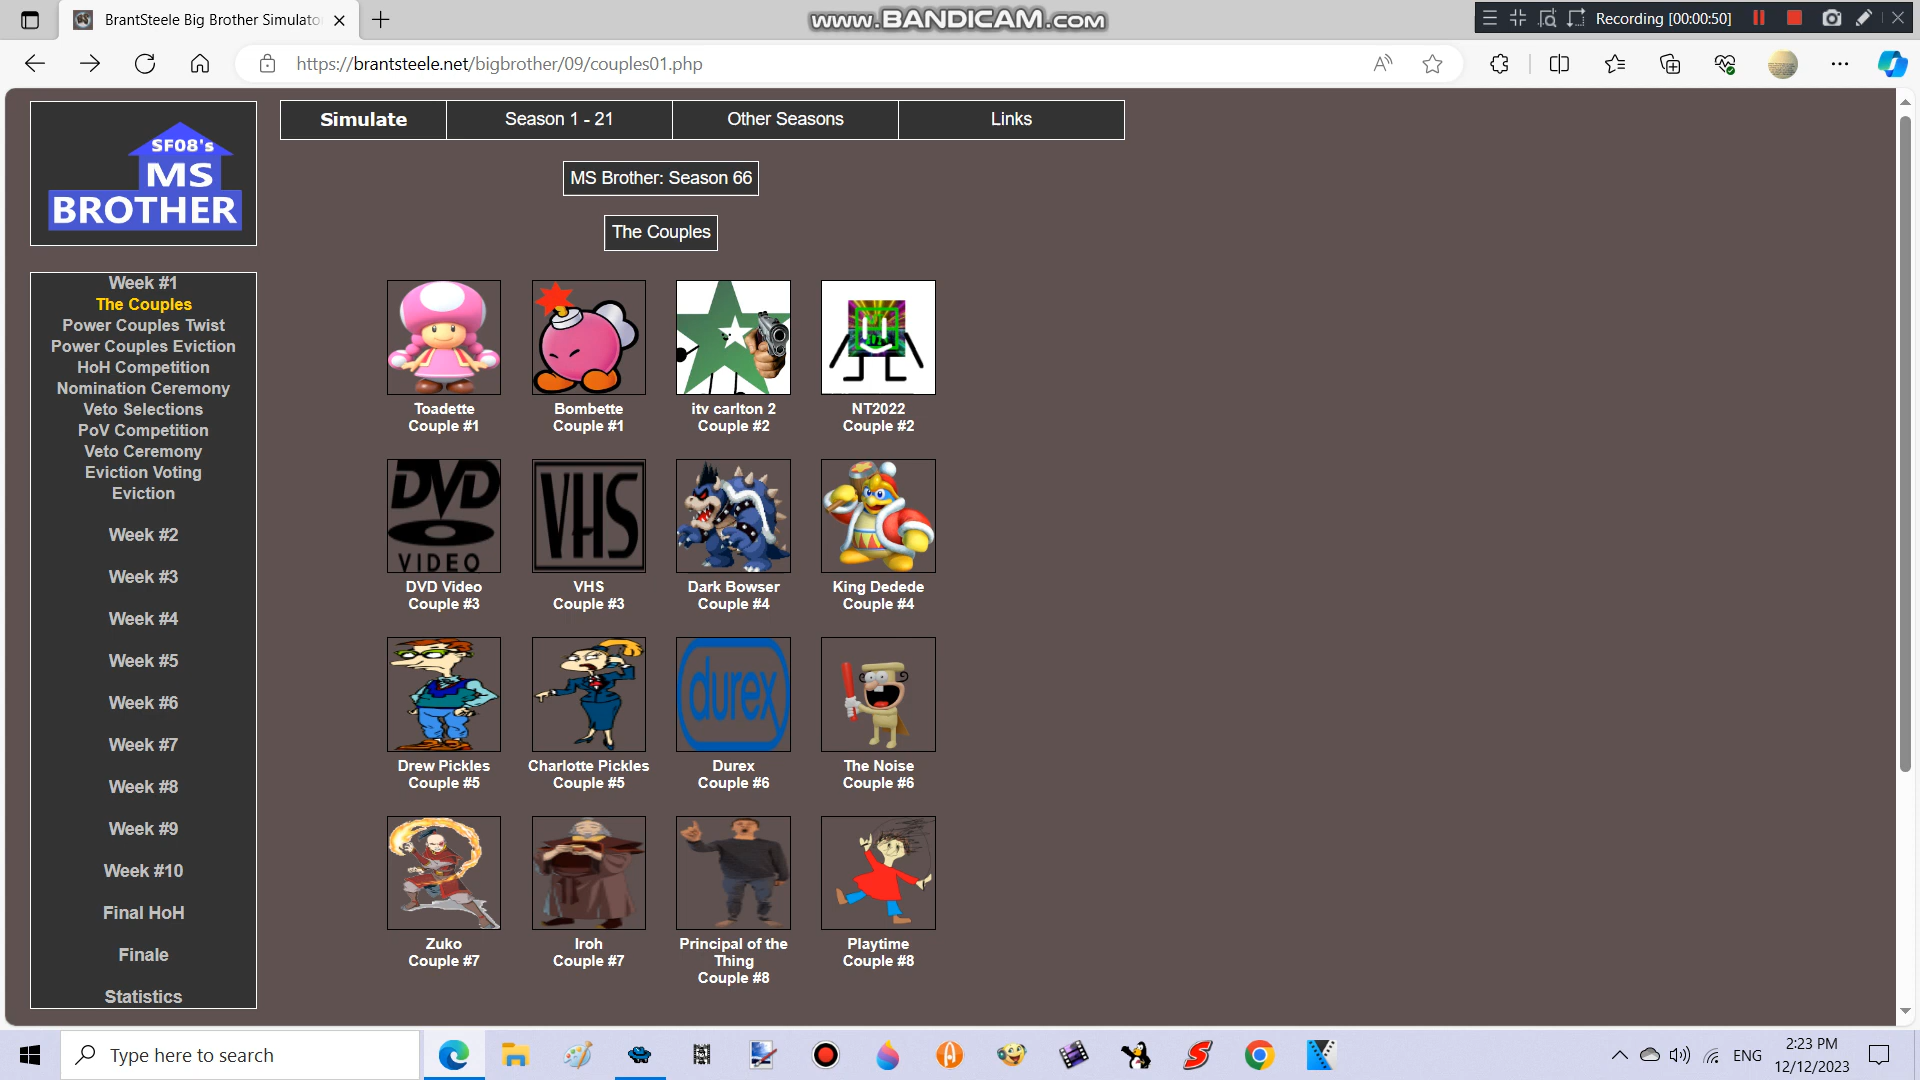 BrantSteele Big Brother Simulato
www.BANDICAM.com
Recording [00:00:50]
https://brantsteele.net/bigbrother/09/couples01.php
SF08's
MS
BROTHER
Simulate
Season 1 - 21
Other Seasons
Links
MS Brother: Season 66
The Couples
Week #1
The Couples
Power Couples Twist
Power Couples Eviction
HoH Competition
Nomination Ceremony
Veto Selections
PoV Competition
Veto Ceremony
Eviction Voting
Eviction
Week #2
Week #3
Week #4
Week #5
Week #6
Week #7
Week #8
Week #9
Week #10
Final HoH
Finale
Statistics
Toadette
Couple #1
Bombette
Couple #1
itv carlton 2
Couple #2
NT2022
Couple #2
DVD
VIDEO
DVD Video
Couple #3
VHS
VHS
Couple #3
Dark Bowser
Couple #4
King Dedede
Couple #4
Drew Pickles
Couple #5
Charlotte Pickles
Couple #5
durex
Durex
Couple #6
The Noise
Couple #6
Zuko
Couple #7
Iroh
Couple #7
Principal of the
Thing
Couple #8
Playtime
Couple #8
Type here to search
ENG
2:23 PM
12/12/2023